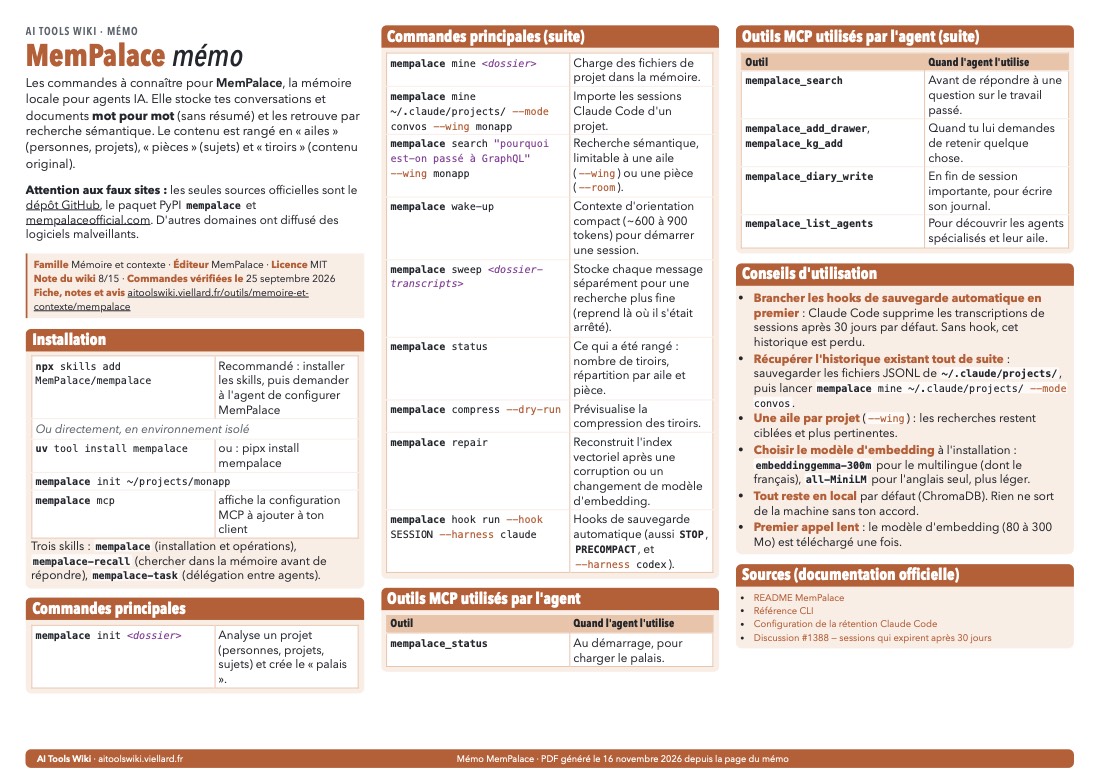 AI TOOLS WIKI · MÉMO
MemPalace mémo
Les commandes à connaître pour MemPalace, la mémoire
locale pour agents IA. Elle stocke tes conversations et
documents mot pour mot (sans résumé) et les retrouve par
recherche sémantique. Le contenu est rangé en « ailes »
(personnes, projets), « pièces » (sujets) et « tiroirs » (contenu
original).
Attention aux faux sites : les seules sources officielles sont le
dépôt GitHub, le paquet PyPI mempalace et
mempalaceofficial.com. D'autres domaines ont diffusé des
logiciels malveillants.
Famille Mémoire et contexte · Éditeur MemPalace · Licence MIT
Note du wiki 8/15 · Commandes vérifiées le 25 septembre 2026
Fiche, notes et avis aitoolswiki.viellard.fr/outils/memoire-et-
contexte/mempalace
Installation
npx skills add
MemPalace/mempalace
Recommandé : installer
les skills, puis demander
à l'agent de configurer
MemPalace
Ou directement, en environnement isolé
uv tool install mempalace
ou : pipx install
mempalace
mempalace init ~/projects/monapp
mempalace mcp
affiche la configuration
MCP à ajouter à ton
client
Trois skills : mempalace (installation et opérations),
mempalace-recall (chercher dans la mémoire avant de
répondre), mempalace-task (délégation entre agents).
Commandes principales
mempalace init <dossier>
Analyse un projet
(personnes, projets,
sujets) et crée le « palais
».
Commandes principales (suite)
mempalace mine <dossier>
Charge des fichiers de
projet dans la mémoire.
mempalace mine
~/.claude/projects/ --mode
convos --wing monapp
Importe les sessions
Claude Code d'un
projet.
mempalace search "pourquoi
est-on passé à GraphQL"
--wing monapp
Recherche sémantique,
limitable à une aile
(--wing) ou une pièce
(--room).
mempalace wake-up
Contexte d'orientation
compact (~600 à 900
tokens) pour démarrer
une session.
mempalace sweep <dossier-
transcripts>
Stocke chaque message
séparément pour une
recherche plus fine
(reprend là où il s'était
arrêté).
mempalace status
Ce qui a été rangé :
nombre de tiroirs,
répartition par aile et
pièce.
mempalace compress --dry-run
Prévisualise la
compression des tiroirs.
mempalace repair
Reconstruit l'index
vectoriel après une
corruption ou un
changement de modèle
d'embedding.
mempalace hook run --hook
SESSION --harness claude
Hooks de sauvegarde
automatique (aussi STOP,
PRECOMPACT, et
--harness codex).
Outils MCP utilisés par l'agent
Outil
Quand l'agent l'utilise
mempalace_status
Au démarrage, pour
charger le palais.
Outils MCP utilisés par l'agent (suite)
Outil
Quand l'agent l'utilise
mempalace_search
Avant de répondre à une
question sur le travail
passé.
mempalace_add_drawer,
mempalace_kg_add
Quand tu lui demandes
de retenir quelque
chose.
mempalace_diary_write
En fin de session
importante, pour écrire
son journal.
mempalace_list_agents
Pour découvrir les agents
spécialisés et leur aile.
Conseils d'utilisation
• Brancher les hooks de sauvegarde automatique en
premier : Claude Code supprime les transcriptions de
sessions après 30 jours par défaut. Sans hook, cet
historique est perdu.
• Récupérer l'historique existant tout de suite :
sauvegarder les fichiers JSONL de ~/.claude/projects/,
puis lancer mempalace mine ~/.claude/projects/ --mode
convos.
• Une aile par projet (--wing) : les recherches restent
ciblées et plus pertinentes.
• Choisir le modèle d'embedding à l'installation :
embeddinggemma-300m pour le multilingue (dont le
français), all-MiniLM pour l'anglais seul, plus léger.
• Tout reste en local par défaut (ChromaDB). Rien ne sort
de la machine sans ton accord.
• Premier appel lent : le modèle d'embedding (80 à 300
Mo) est téléchargé une fois.
Sources (documentation officielle)
• README MemPalace
• Référence CLI
• Configuration de la rétention Claude Code
• Discussion #1388 — sessions qui expirent après 30 jours
AI Tools Wiki · aitoolswiki.viellard.fr
Mémo MemPalace · PDF généré le 16 novembre 2026 depuis la page du mémo